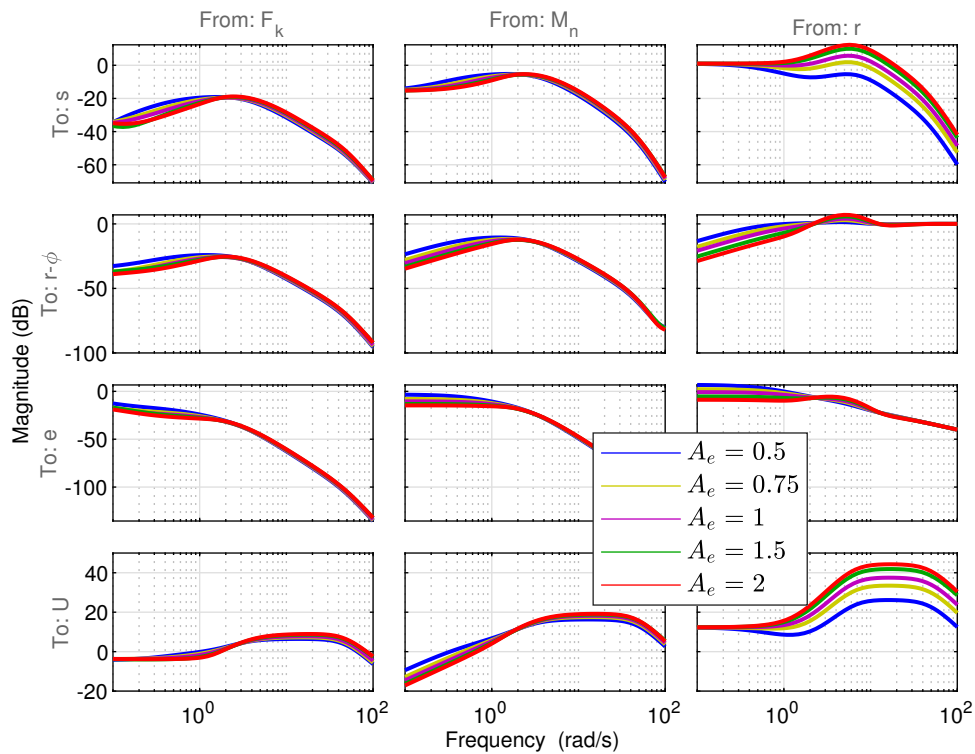 From: F_k
From: M_n
From: r
To: s
0
-20
-40
-60
To: r-ϕ
0
-50
-100
To: e
0
-50
-100
To: U
40
20
0
20
10^0
10^2
10^0
10^2
10^0
10^2
Magnitude (dB)
Frequency (rad/s)
A_e = 0.5
A_e = 0.75
A_e = 1
A_e = 1.5
A_e = 2